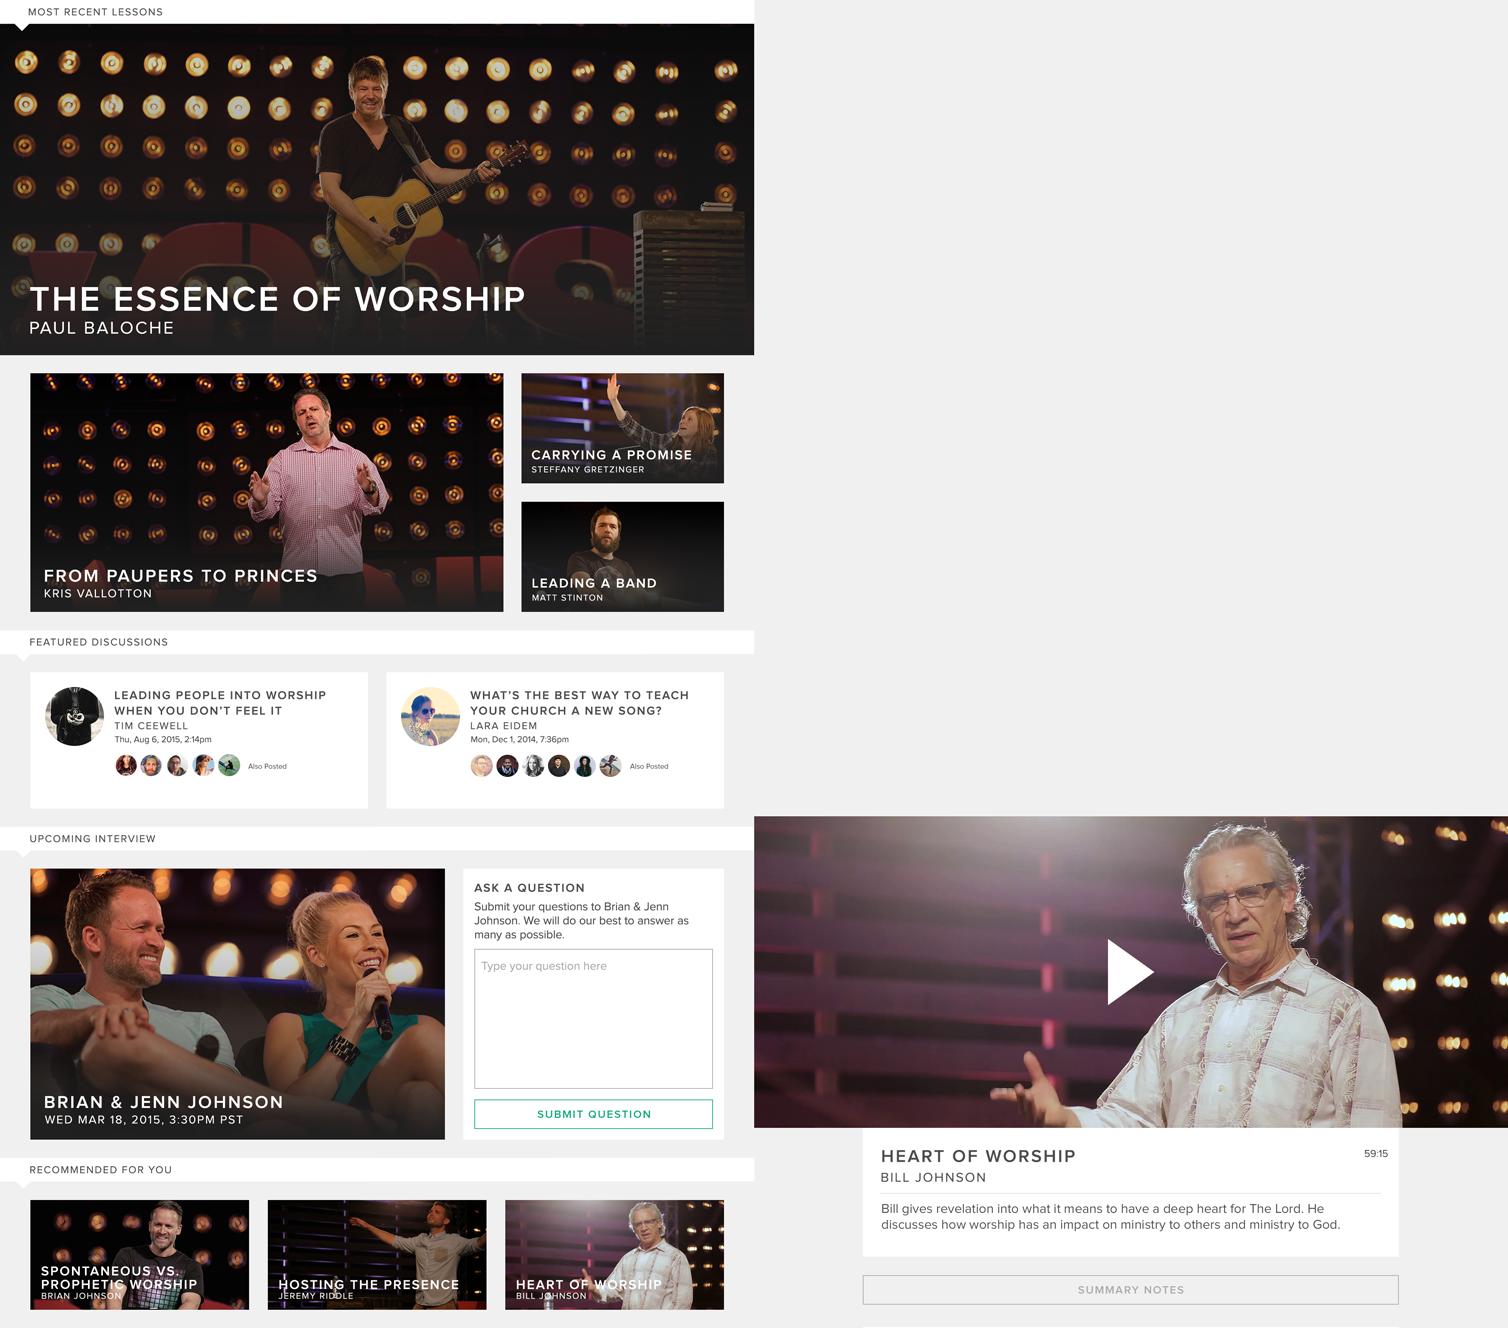 MOST RECENT LESSONS
THE ESSENCE OF WORSHIP
PAUL BALOCHE
FROM PAUPERS TO PRINCES
KRIS VALLOTTON
CARRYING A PROMISE
STEFFANY GRETZINGER
LEADING A BAND
MATT STINTON
FEATURED DISCUSSIONS
LEADING PEOPLE INTO WORSHIP
WHEN YOU DON'T FEEL IT
TIM CEEWELL
Thu, Aug 6, 2015, 2:14pm
Also Posted
WHAT'S THE BEST WAY TO TEACH
YOUR CHURCH A NEW SONG?
LARA EIDEM
Mon, Dec 1, 2014, 7:36pm
Also Posted
UPCOMING INTERVIEW
BRIAN & JENN JOHNSON
WED MAR 18, 2015, 3:30PM PST
ASK A QUESTION
Submit your questions to Brian & Jenn
Johnson. We will do our best to answer as
many as possible.
Type your question here
SUBMIT QUESTION
RECOMMENDED FOR YOU
SPONTANEOUS VS.
PROPHETIC WORSHIP
BRIAN JOHNSON
HOSTING THE PRESENCE
JEREMY RIDDLE
HEART OF WORSHIP
BILL JOHNSON
HEART OF WORSHIP
59:15
BILL JOHNSON
Bill gives revelation into what it means to have a deep heart for The Lord. He
discusses how worship has an impact on ministry to others and ministry to God.
SUMMARY NOTES